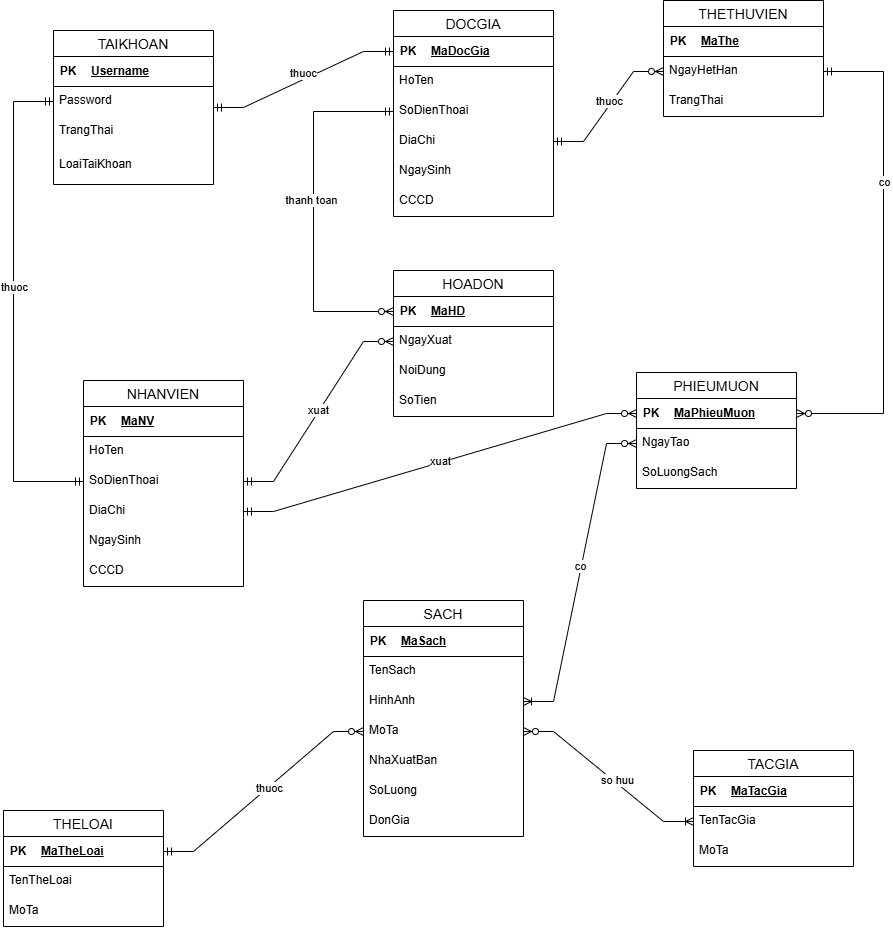 TAIKHOAN
PK Username
Password
TrangThai
LoaiTaiKhoan
thuoc
DOCGIA
PK MaDocGia
HoTen
SoDienThoai
DiaChi
NgaySinh
CCCD
thuoc
THETHUVIEN
PK MaThe
NgayHetHan
TrangThai
co
thanh toan
thuoc
HOADON
PK MaHD
NgayXuat
NoiDung
SoTien
NHANVIEN
PK MaNV
HoTen
SoDienThoai
DiaChi
NgaySinh
CCCD
xuat
xuat
PHIEUMUON
PK MaPhieuMuon
NgayTao
SoLuongSach
co
SACH
PK MaSach
TenSach
HinhAnh
MoTa
NhaXuatBan
SoLuong
DonGia
thuoc
so huu
TACGIA
PK MaTacGia
TenTacGia
MoTa
THELOAI
PK MaTheLoai
TenTheLoai
MoTa